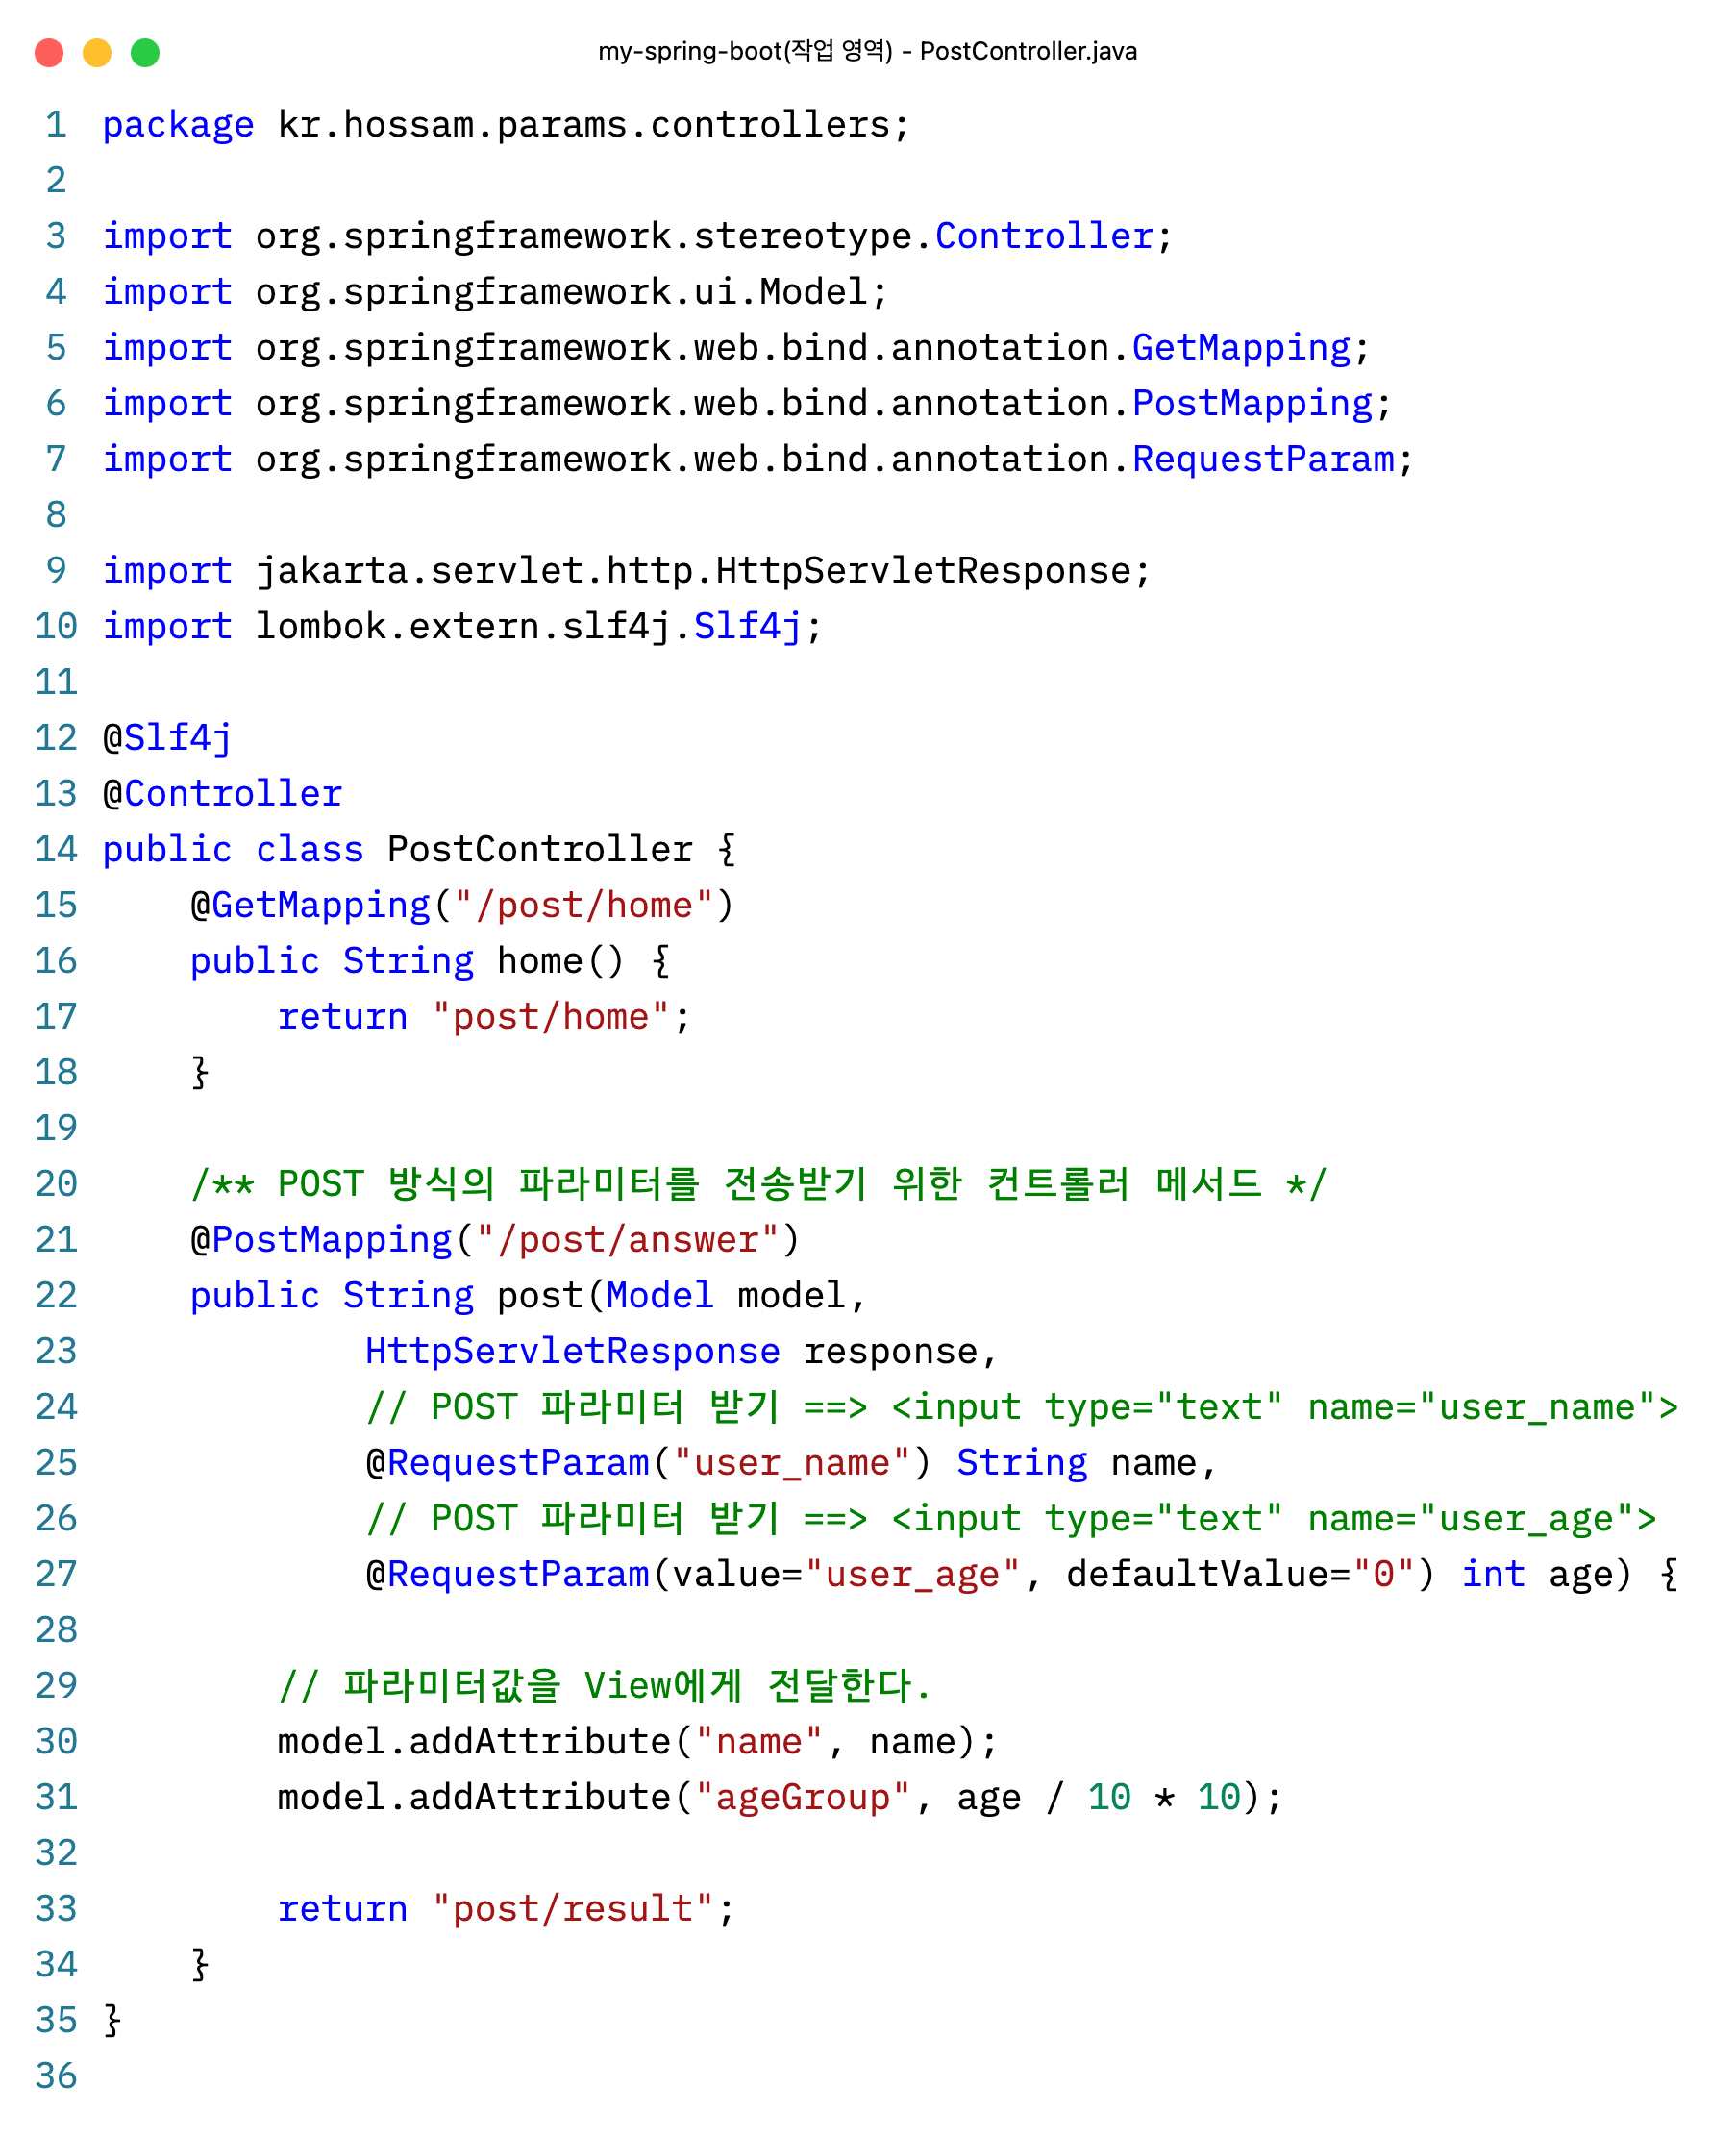 my-spring-boot(작업 영역) - PostController.java
1 package kr.hossam.params.controllers;
2
3 import org.springframework.stereotype.Controller;
4 import org.springframework.ui.Model;
5 import org.springframework.web.bind.annotation.GetMapping;
6 import org.springframework.web.bind.annotation.PostMapping;
7 import org.springframework.web.bind.annotation.RequestParam;
8
9 import jakarta.servlet.http.HttpServletResponse;
10 import lombok.extern.slf4j.Slf4j;
11
12 @Slf4j
13 @Controller
14 public class PostController {
15     @GetMapping("/post/home")
16     public String home() {
17         return "post/home";
18     }
19
20     /** POST 방식의 파라미터를 전송받기 위한 컨트롤러 메서드 */
21     @PostMapping("/post/answer")
22     public String post(Model model,
23             HttpServletResponse response,
24             // POST 파라미터 받기 ==> <input type="text" name="user_name">
25             @RequestParam("user_name") String name,
26             // POST 파라미터 받기 ==> <input type="text" name="user_age">
27             @RequestParam(value="user_age", defaultValue="0") int age) {
28
29         // 파라미터값을 View에게 전달한다.
30         model.addAttribute("name", name);
31         model.addAttribute("ageGroup", age / 10 * 10);
32
33         return "post/result";
34     }
35 }
36